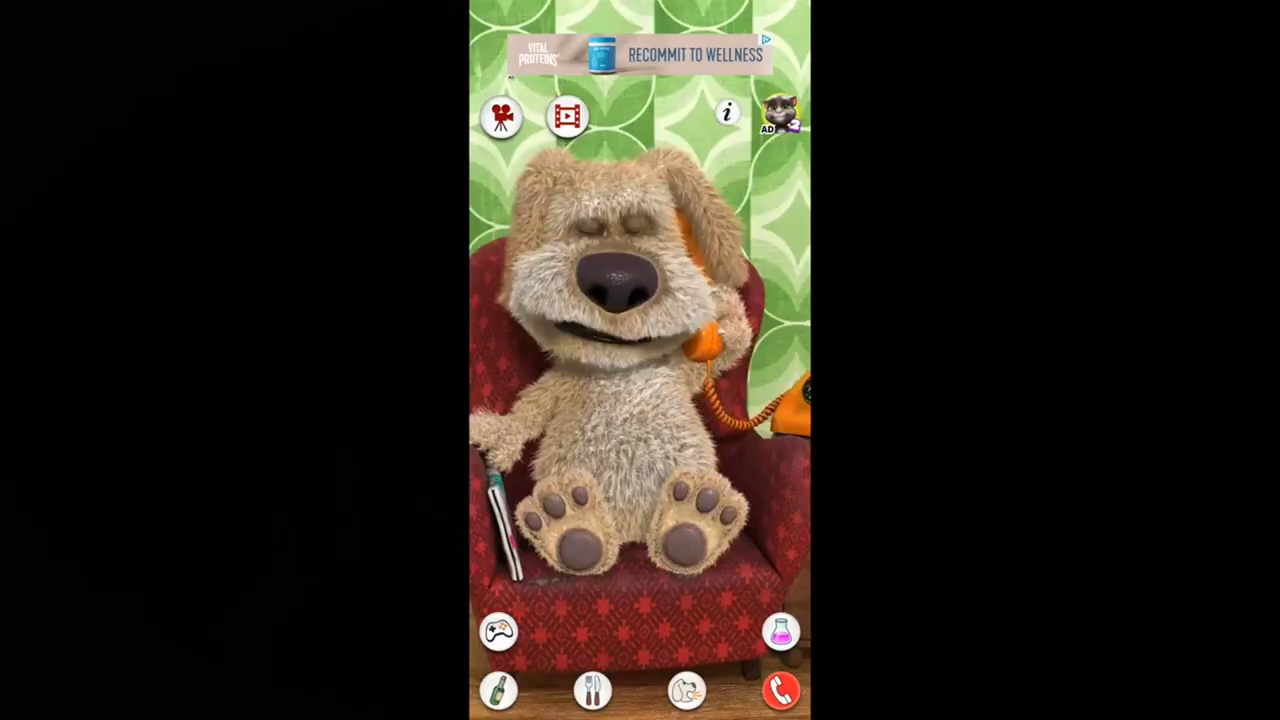 VITAL
PROTEINS
RECOMMIT TO WELLNESS
i
AD